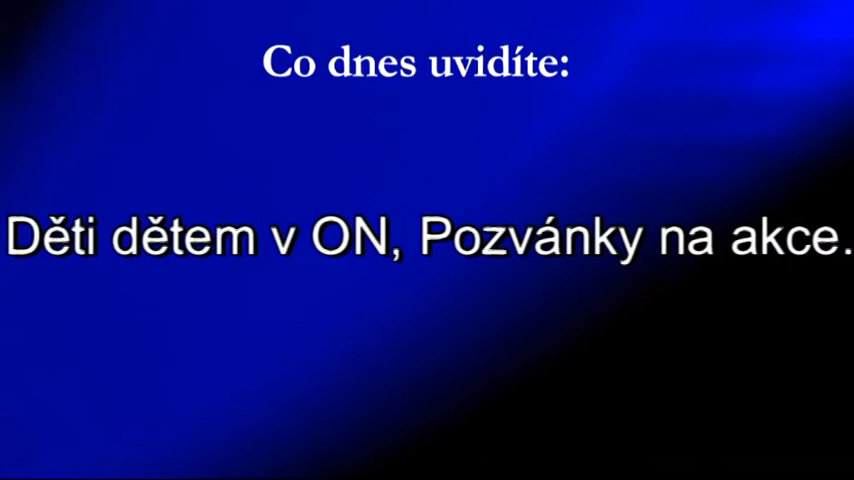 Co dnes uvidíte:
Děti dětem v ON, Pozvánky na akce.